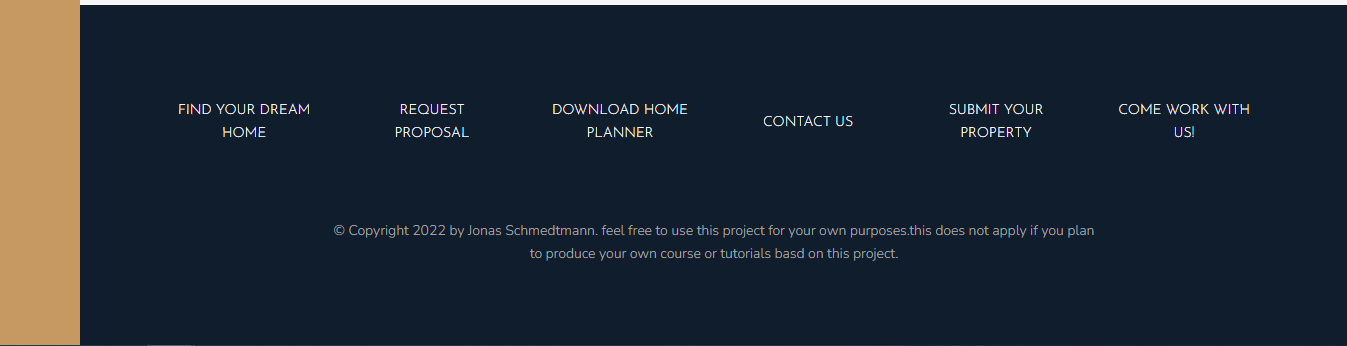 FIND YOUR DREAM
HOME
REQUEST
PROPOSAL
DOWNLOAD HOME
PLANNER
CONTACT US
SUBMIT YOUR
PROPERTY
COME WORK WITH
US!
© Copyright 2022 by Jonas Schmedtmann. feel free to use this project for your own purposes.this does not apply if you plan
to produce your own course or tutorials basd on this project.